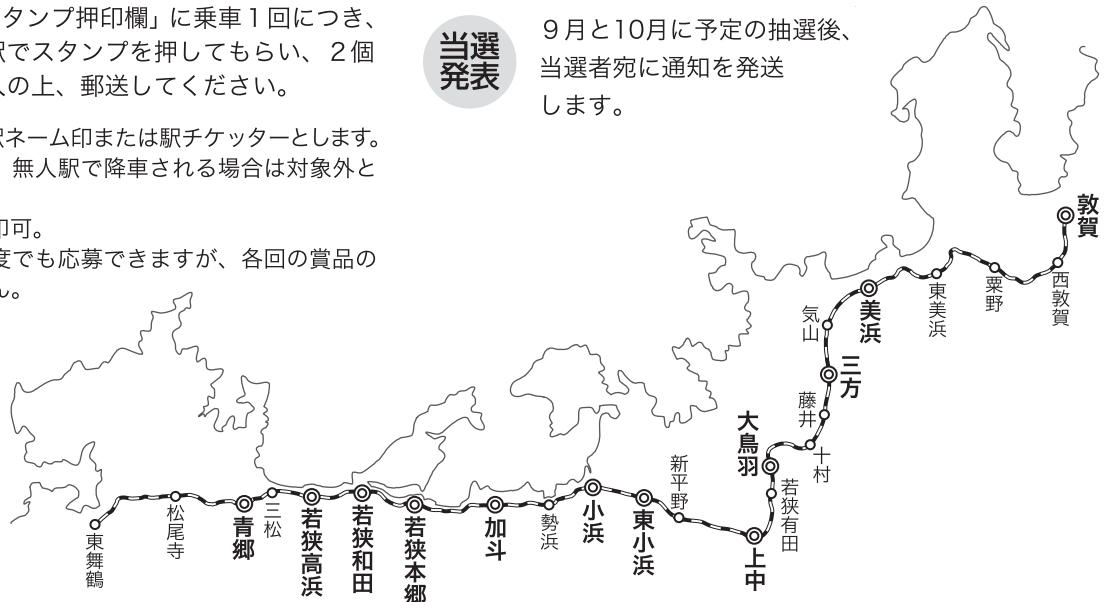 タンプ押印欄」に乗車1回につき、
駅でスタンプを押してもらい、2個
の上、郵送してください。
駅ネーム印または駅チケッターとします。
無人駅で降車される場合は対象外と
印可。
度でも応募できますが、各回の賞品の
ん。
当選
発表
9月と10月に予定の抽選後、
当選者宛に通知を発送
します。
敦賀
西敦賀
粟野
東美浜
美浜
気山
三方
藤井
十村
大鳥羽
若狭有田
上中
新平野
東小浜
小浜
勢浜
加斗
若狭本郷
若狭和田
若狭高浜
三松
青郷
松尾寺
東舞鶴